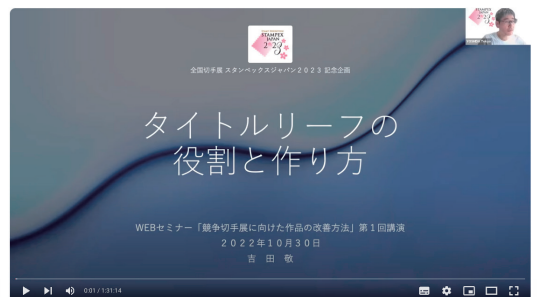 STAMPEX
JAPAN
2023
全国切手展 スタンペックスジャパン２０２３ 記念企画
タイトルリーフの
役割と作り方
WEBセミナー「競争切手展に向けた作品の改善方法」第１回講演
２０２２年１０月３０日
吉　田　敬
0:01 / 1:31:14